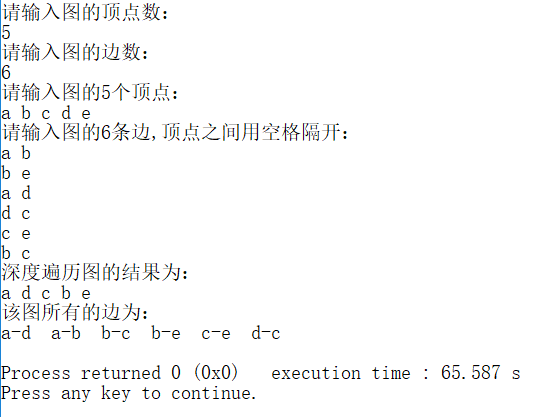 请输入图的顶点数：
5
请输入图的边数：
6
请输入图的5个顶点：
a b c d e
请输入图的6条边,顶点之间用空格隔开：
a b
b e
a d
d c
c e
b c
深度遍历图的结果为：
a d c b e
该图所有的边为：
a-d  a-b  b-c  b-e  c-e  d-c
Process returned 0 (0x0)   execution time : 65.587 s
Press any key to continue.